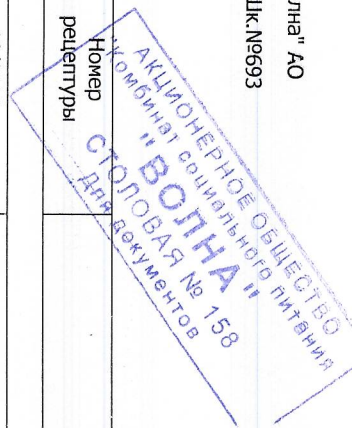 лна" АО
Шк.№693
Номер
рецептуры
АКЦИОНЕРНОЕ ОБЩЕСТВО
"Комбинат социального питания
"ВОЛНА"
СТОЛОВАЯ № 158
для документов